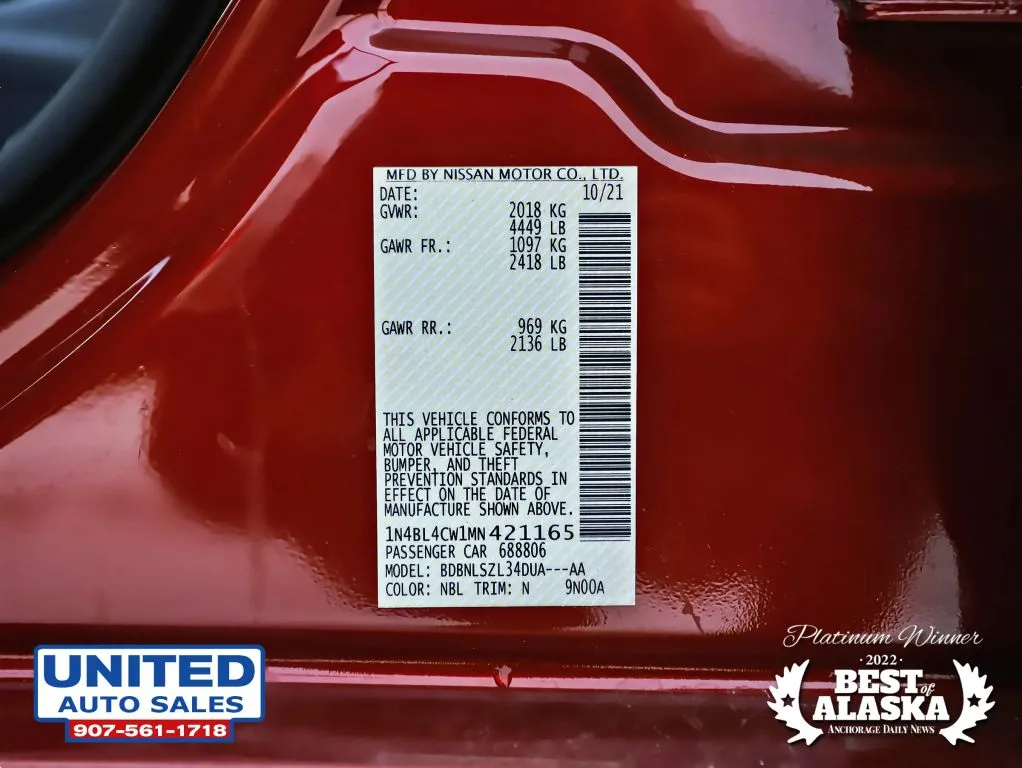 MFD BY NISSAN MOTOR CO., LTD.
DATE: 10/21
GVWR: 2018 KG
4449 LB
GAWR FR.: 1097 KG
2418 LB
GAWR RR.: 969 KG
2136 LB
THIS VEHICLE CONFORMS TO
ALL APPLICABLE FEDERAL
MOTOR VEHICLE SAFETY,
BUMPER, AND THEFT
PREVENTION STANDARDS IN
EFFECT ON THE DATE OF
MANUFACTURE SHOWN ABOVE.
1N4BL4CW1MN421165
PASSENGER CAR 688806
MODEL: BDBNLSZL34DUA---AA
COLOR: NBL TRIM: N 9N00A
UNITED
AUTO SALES
907-561-1718
Platinum Winner
·2022·
BEST of
ALASKA
ANCHORAGE DAILY NEWS